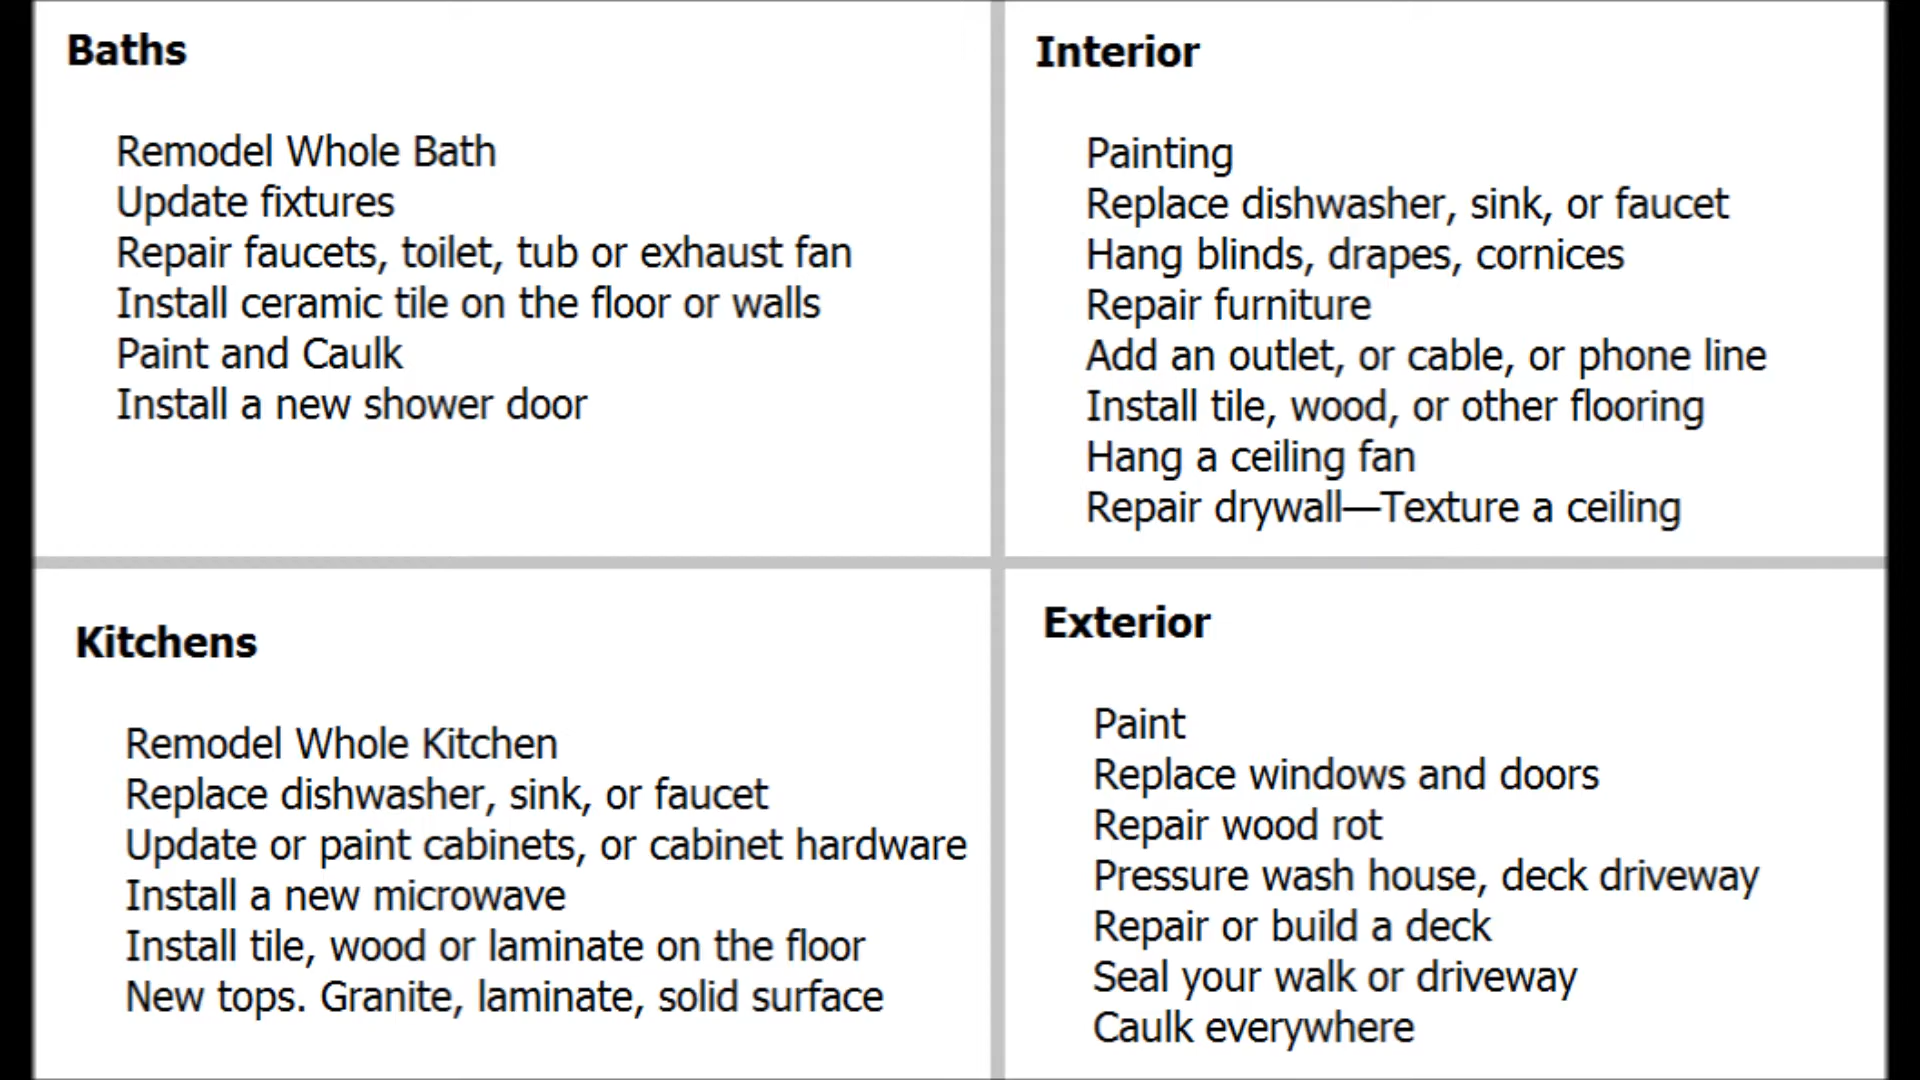 Baths
Remodel Whole Bath
Update fixtures
Repair faucets, toilet, tub or exhaust fan
Install ceramic tile on the floor or walls
Paint and Caulk
Install a new shower door
Interior
Painting
Replace dishwasher, sink, or faucet
Hang blinds, drapes, cornices
Repair furniture
Add an outlet, or cable, or phone line
Install tile, wood, or other flooring
Hang a ceiling fan
Repair drywall—Texture a ceiling
Kitchens
Remodel Whole Kitchen
Replace dishwasher, sink, or faucet
Update or paint cabinets, or cabinet hardware
Install a new microwave
Install tile, wood or laminate on the floor
New tops. Granite, laminate, solid surface
Exterior
Paint
Replace windows and doors
Repair wood rot
Pressure wash house, deck driveway
Repair or build a deck
Seal your walk or driveway
Caulk everywhere